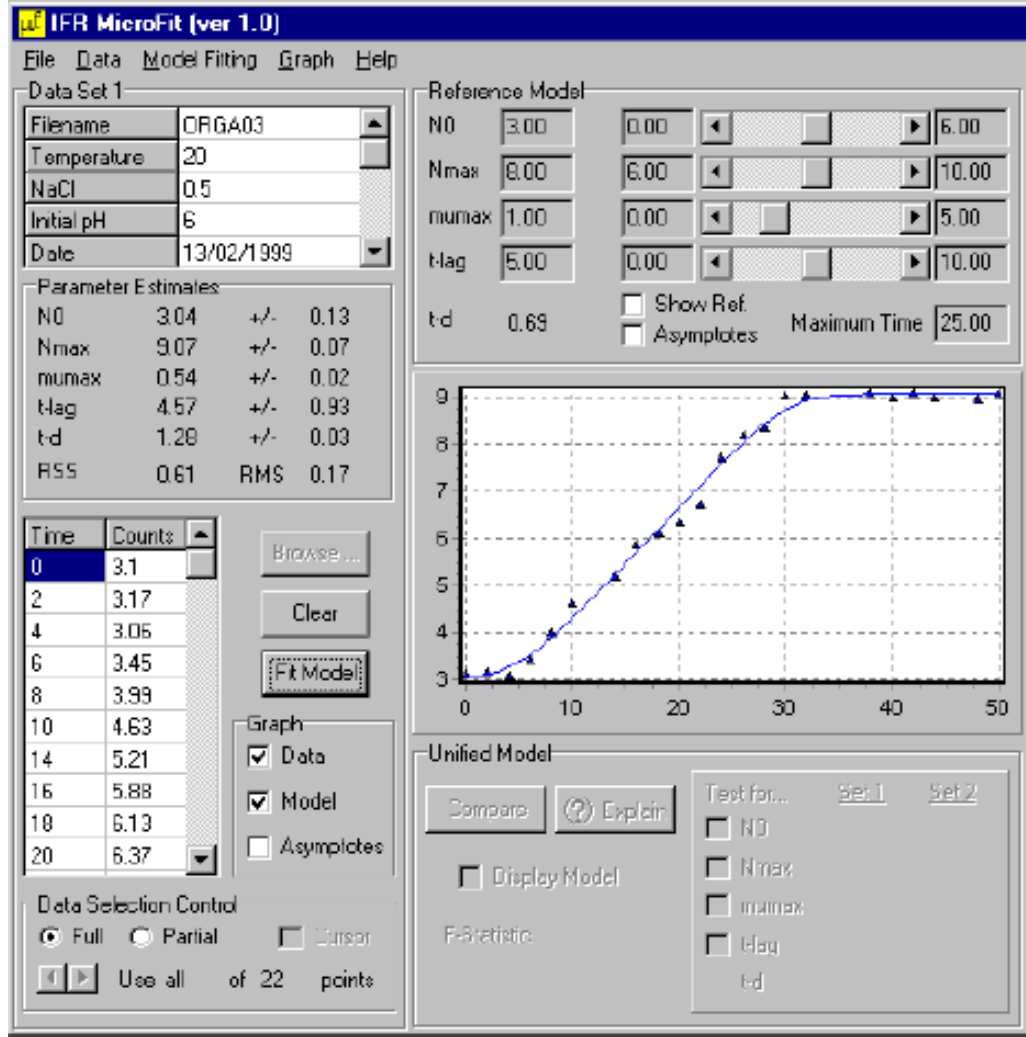 µf IFR MicroFit (ver 1.0)
File Data Model Fitting Graph Help
Data Set 1
Filename ORGA03
Temperature 20
NaCl 0.5
Initial pH 6
Date 13/02/1999
Parameter Estimates
N0 3.04 +/- 0.13
Nmax 9.07 +/- 0.07
mumax 0.54 +/- 0.02
t-lag 4.57 +/- 0.93
t-d 1.28 +/- 0.03
RSS 0.61 RMS 0.17
Time Counts
0 3.1
2 3.17
4 3.06
6 3.45
8 3.99
10 4.63
14 5.21
16 5.88
18 6.13
20 6.37
Browse ...
Clear
Fit Model
Graph
Data
Model
Asymptotes
Data Selection Control
Full Partial Cursor
Use all of 22 points
Reference Model
N0 3.00 0.00 6.00
Nmax 8.00 6.00 10.00
mumax 1.00 0.00 5.00
t-lag 5.00 0.00 10.00
t-d 0.69
Show Ref.
Asymptotes
Maximum Time 25.00
9
8
7
6
5
4
3
0 10 20 30 40 50
Unified Model
Compare (?) Explain
Display Model
F-Statistic
Test for... Set 1 Set 2
N0
Nmax
mumax
t-lag
t-d